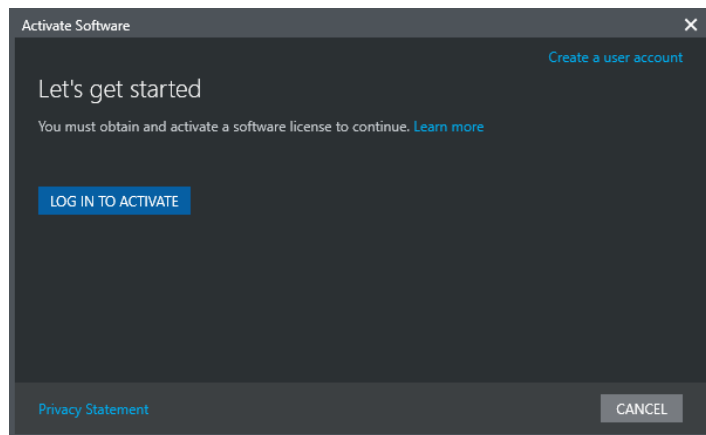 Activate Software
Create a user account
Let's get started
You must obtain and activate a software license to continue. Learn more
LOG IN TO ACTIVATE
Privacy Statement
CANCEL